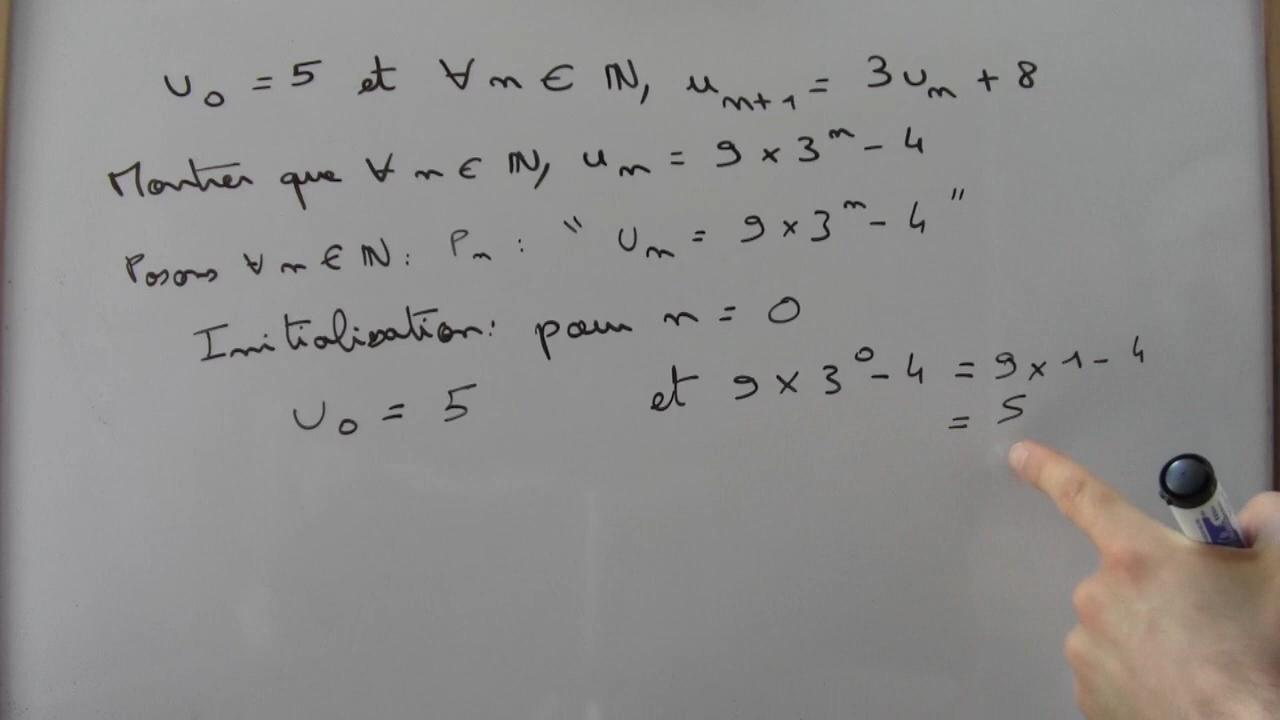 U₀ = 5 et ∀ n ∈ ℕ, uₙ₊₁ = 3Uₙ + 8
Montrer que ∀ n ∈ ℕ, uₙ = 9 × 3ⁿ - 4
Posons ∀ n ∈ ℕ : Pₙ : " Uₙ = 9 × 3ⁿ - 4 "
Initialisation : pour n = 0
U₀ = 5 et 9 × 3⁰ - 4 = 9 × 1 - 4
= 5